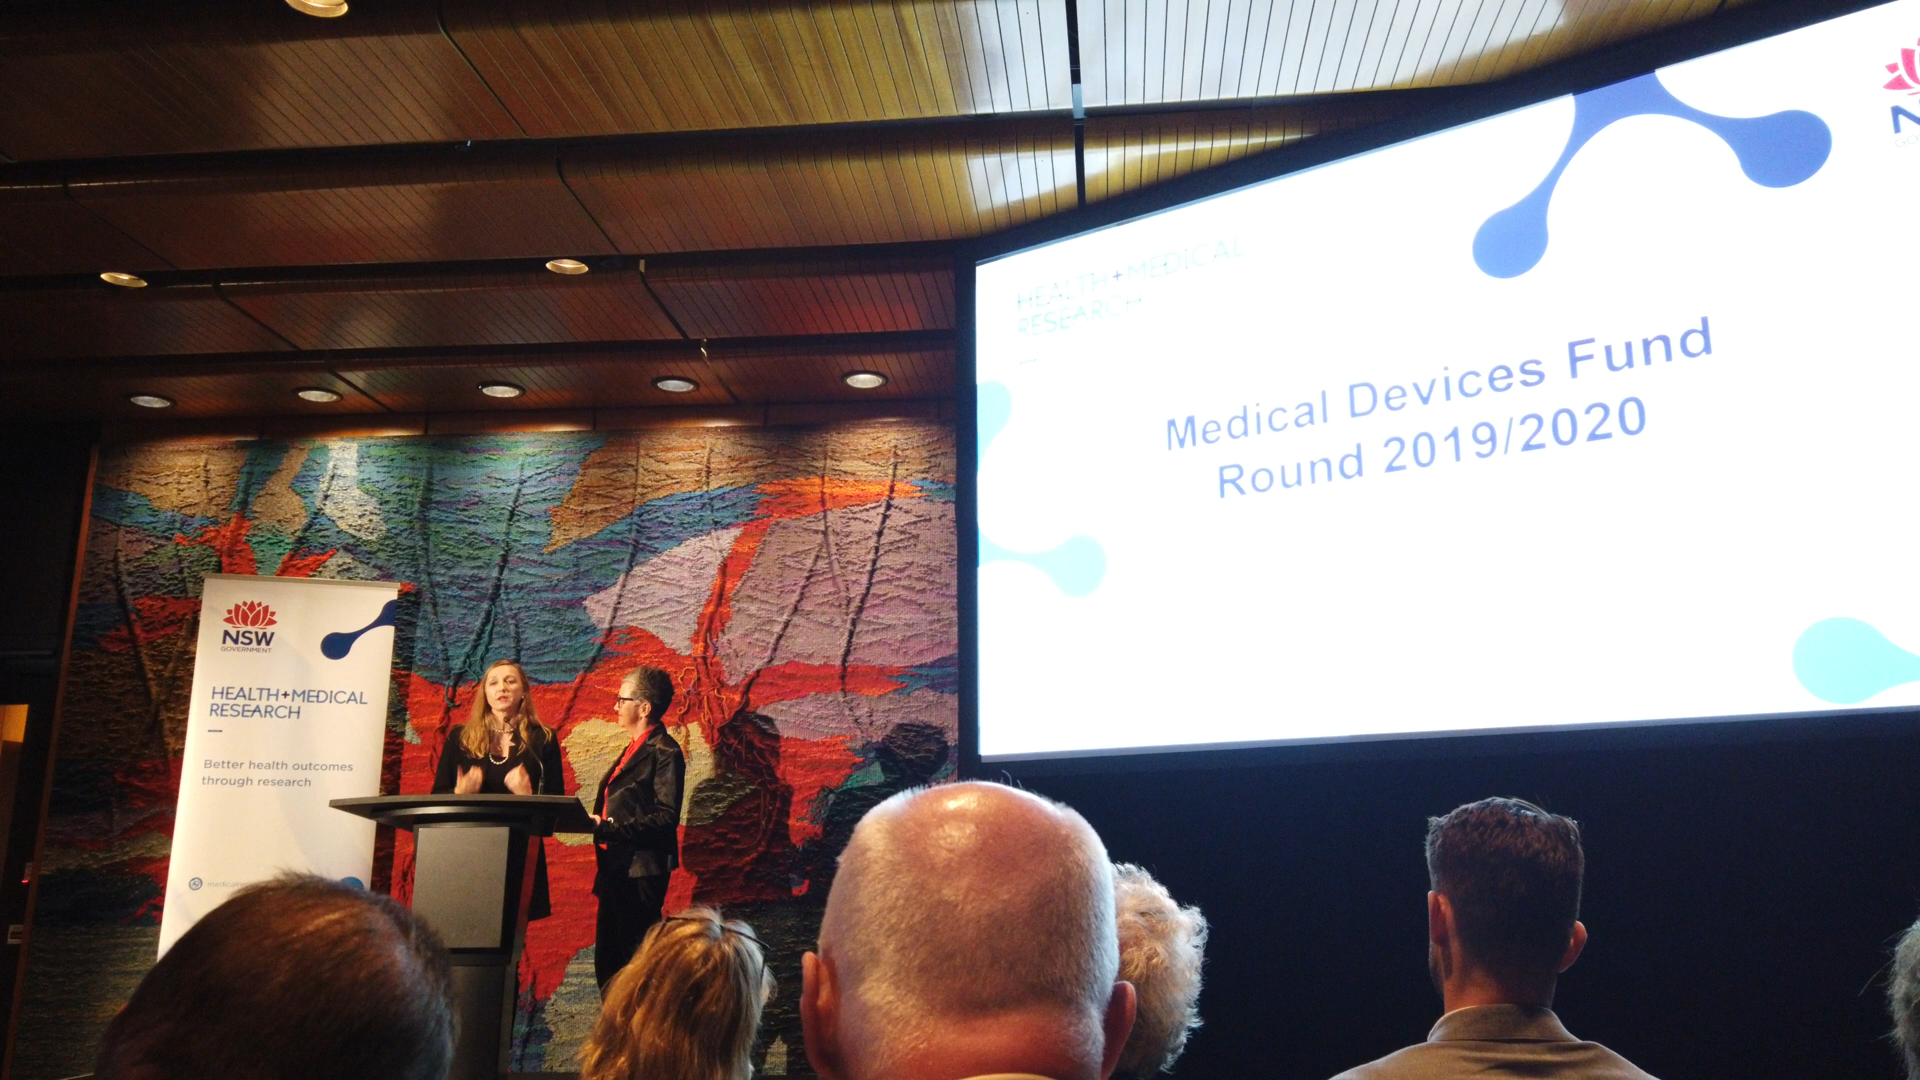 HEALTH+MEDICAL
RESEARCH
Medical Devices Fund
Round 2019/2020
NSW
GOVERNMENT
HEALTH+MEDICAL
RESEARCH
Better health outcomes
through research